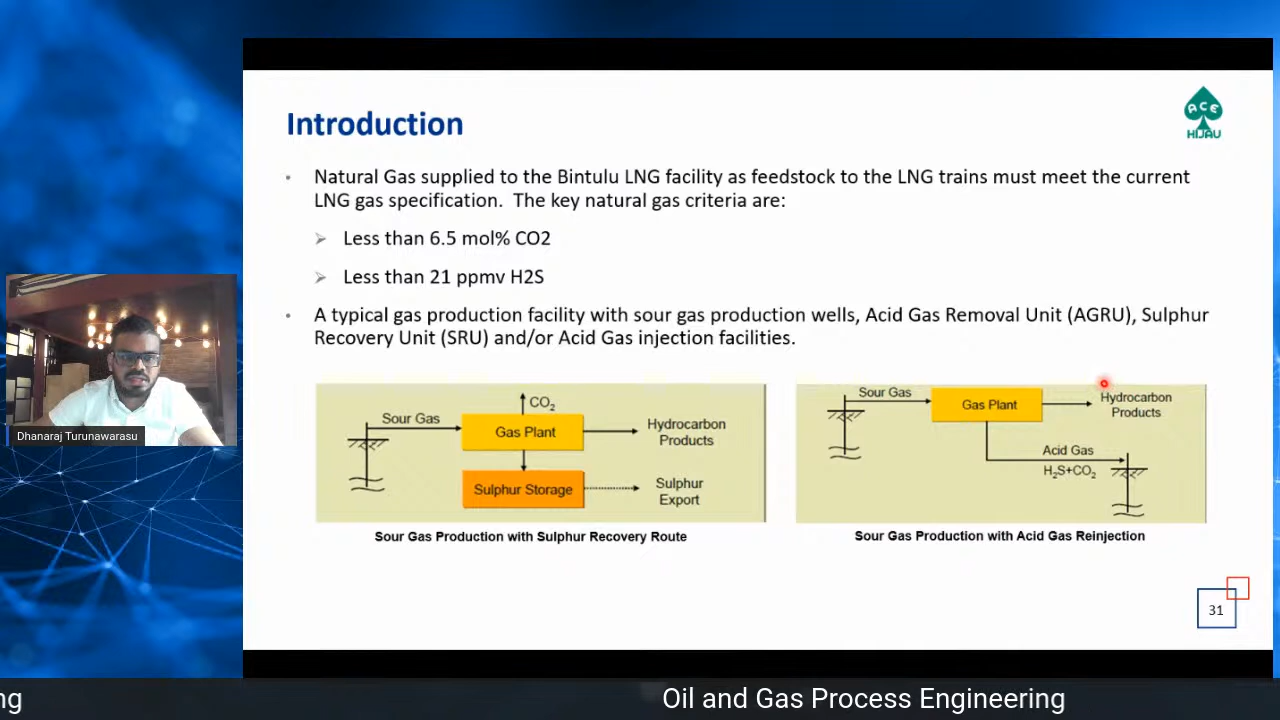 Introduction
ACE
HIJAU
Natural Gas supplied to the Bintulu LNG facility as feedstock to the LNG trains must meet the current
LNG gas specification. The key natural gas criteria are:
Less than 6.5 mol% CO2
Less than 21 ppmv H2S
A typical gas production facility with sour gas production wells, Acid Gas Removal Unit (AGRU), Sulphur
Recovery Unit (SRU) and/or Acid Gas injection facilities.
CO₂
Sour Gas
Gas Plant
Hydrocarbon
Products
Sulphur Storage
Sulphur
Export
Sour Gas Production with Sulphur Recovery Route
Sour Gas
Gas Plant
Hydrocarbon
Products
Acid Gas
H₂S+CO₂
Sour Gas Production with Acid Gas Reinjection
31
Dhanaraj Turunawarasu
ng
Oil and Gas Process Engineering